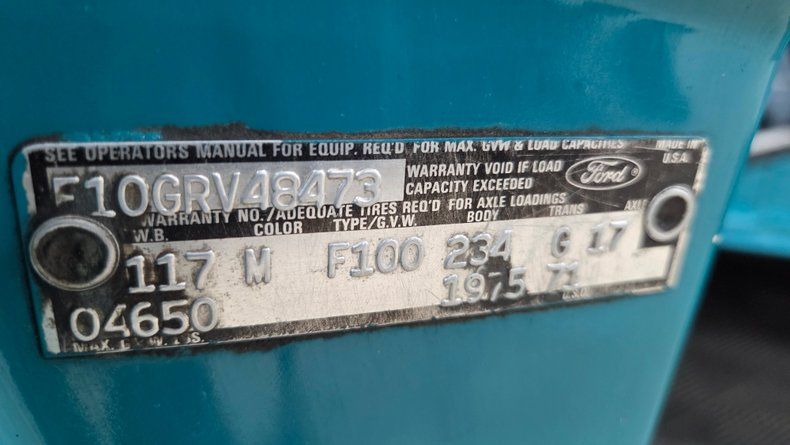 SEE OPERATORS MANUAL FOR EQUIP. REQ'D FOR MAX. GVW & LOAD CAPACITIES MADE IN U.S.A.
F10GRV48473 WARRANTY VOID IF LOAD CAPACITY EXCEEDED Ford
WARRANTY NO./ADEQUATE TIRES REQ'D FOR AXLE LOADINGS
W.B. COLOR TYPE/G.V.W. BODY TRANS AXLE
117 M F100 234 G 17
04650 1975 71
MAX. LBS. D.S.O.